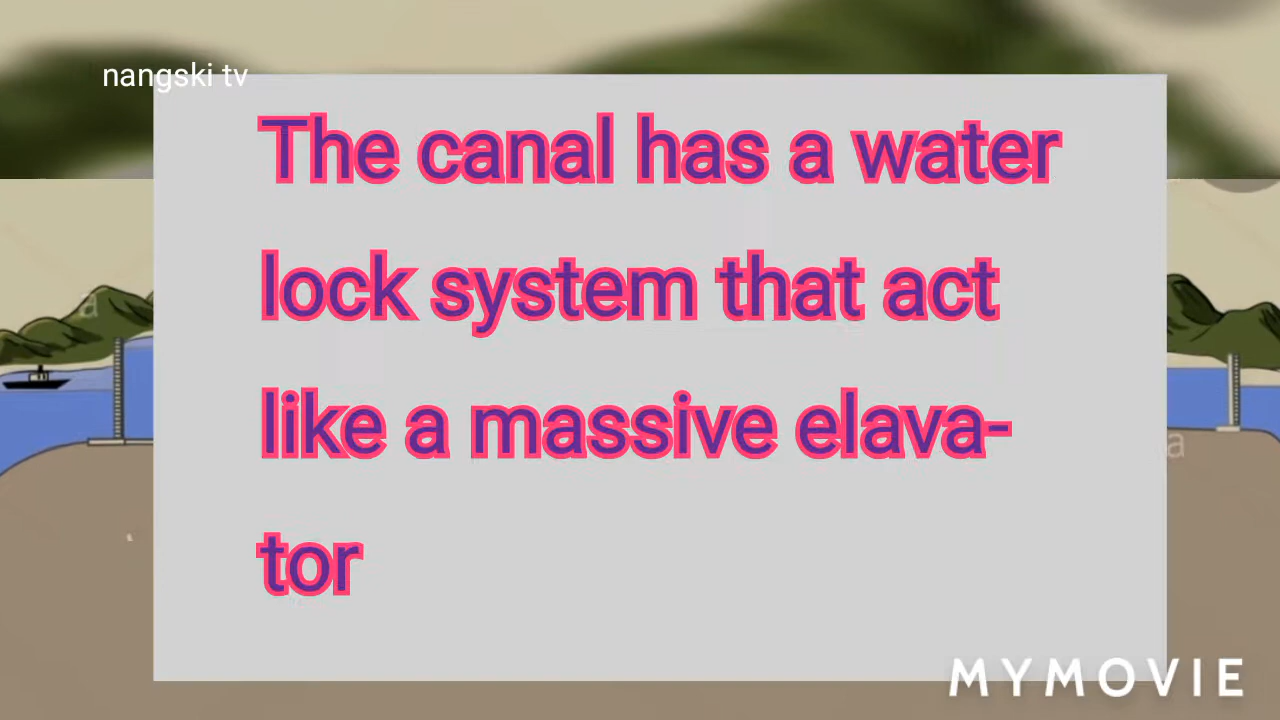 nangski tv
The canal has a water
lock system that act
like a massive elava-
tor
a
a
MYMOVIE